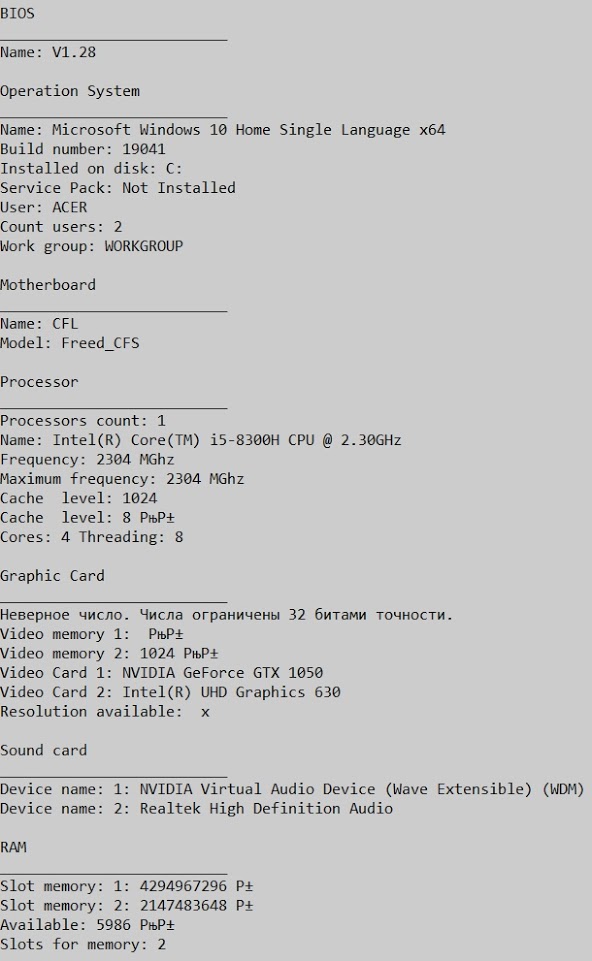 BIOS
Name: V1.28
Operation System
Name: Microsoft Windows 10 Home Single Language x64
Build number: 19041
Installed on disk: C:
Service Pack: Not Installed
User: ACER
Count users: 2
Work group: WORKGROUP
Motherboard
Name: CFL
Model: Freed_CFS
Processor
Processors count: 1
Name: Intel(R) Core(TM) i5-8300H CPU @ 2.30GHz
Frequency: 2304 MGhz
Maximum frequency: 2304 MGhz
Cache  level: 1024
Cache  level: 8 РњР±
Cores: 4 Threading: 8
Graphic Card
Неверное число. Числа ограничены 32 битами точности.
Video memory 1:  РњР±
Video memory 2: 1024 РњР±
Video Card 1: NVIDIA GeForce GTX 1050
Video Card 2: Intel(R) UHD Graphics 630
Resolution available:  x
Sound card
Device name: 1: NVIDIA Virtual Audio Device (Wave Extensible) (WDM)
Device name: 2: Realtek High Definition Audio
RAM
Slot memory: 1: 4294967296 Р±
Slot memory: 2: 2147483648 Р±
Available: 5986 РњР±
Slots for memory: 2